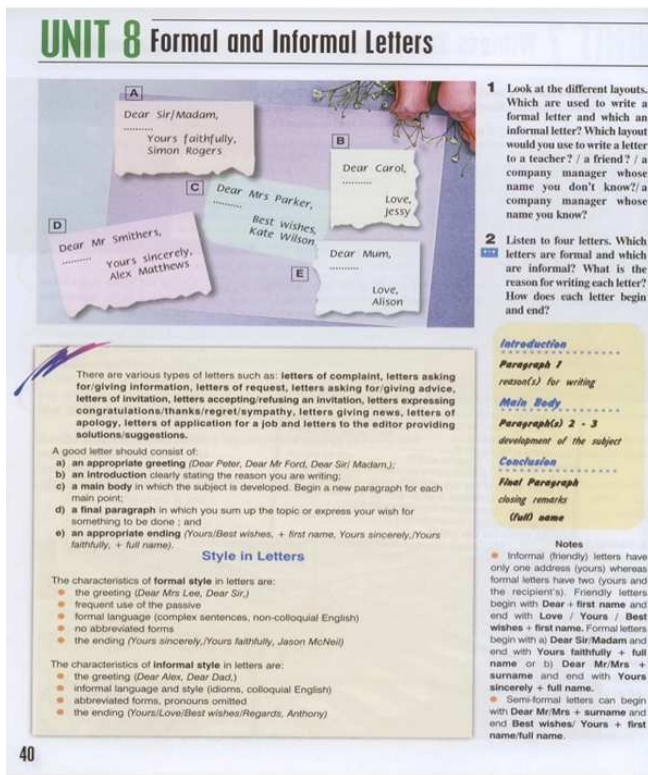 UNIT 8 Formal and Informal Letters
A
Dear Sir/Madam,
..........
Yours faithfully,
Simon Rogers
B
Dear Carol,
..........
Love,
Jessy
C
Dear Mrs Parker,
..........
Best wishes,
Kate Wilson
D
Dear Mr Smithers,
..........
Yours sincerely,
Alex Matthews
E
Dear Mum,
..........
Love,
Alison
1 Look at the different layouts.
Which are used to write a
formal letter and which an
informal letter? Which layout
would you use to write a letter
to a teacher? / a friend? / a
company manager whose
name you don't know?/ a
company manager whose
name you know?
2 Listen to four letters. Which
letters are formal and which
are informal? What is the
reason for writing each letter?
How does each letter begin
and end?
Introduction
Paragraph 1
reason(s) for writing
Main Body
Paragraph(s) 2 - 3
development of the subject
Conclusion
Final Paragraph
closing remarks
(full) name
There are various types of letters such as: letters of complaint, letters asking
for/giving information, letters of request, letters asking for/giving advice,
letters of invitation, letters accepting/refusing an invitation, letters expressing
congratulations/thanks/regret/sympathy, letters giving news, letters of
apology, letters of application for a job and letters to the editor providing
solutions/suggestions.
A good letter should consist of:
a) an appropriate greeting (Dear Peter, Dear Mr Ford, Dear Sir/ Madam,);
b) an introduction clearly stating the reason you are writing;
c) a main body in which the subject is developed. Begin a new paragraph for each
main point;
d) a final paragraph in which you sum up the topic or express your wish for
something to be done ; and
e) an appropriate ending (Yours/Best wishes, + first name, Yours sincerely,/Yours
faithfully, + full name).
Style in Letters
The characteristics of formal style in letters are:
the greeting (Dear Mrs Lee, Dear Sir,)
frequent use of the passive
formal language (complex sentences, non-colloquial English)
no abbreviated forms
the ending (Yours sincerely,/Yours faithfully, Jason McNeil)
The characteristics of informal style in letters are:
the greeting (Dear Alex, Dear Dad,)
informal language and style (idioms, colloquial English)
abbreviated forms, pronouns omitted
the ending (Yours/Love/Best wishes/Regards, Anthony)
Notes
Informal (friendly) letters have
only one address (yours) whereas
formal letters have two (yours and
the recipient's). Friendly letters
begin with Dear + first name and
end with Love / Yours / Best
wishes + first name. Formal letters
begin with a) Dear Sir/Madam and
end with Yours faithfully + full
name or b) Dear Mr/Mrs +
surname and end with Yours
sincerely + full name.
Semi-formal letters can begin
with Dear Mr/Mrs + surname and
end Best wishes/ Yours + first
name/full name.
40